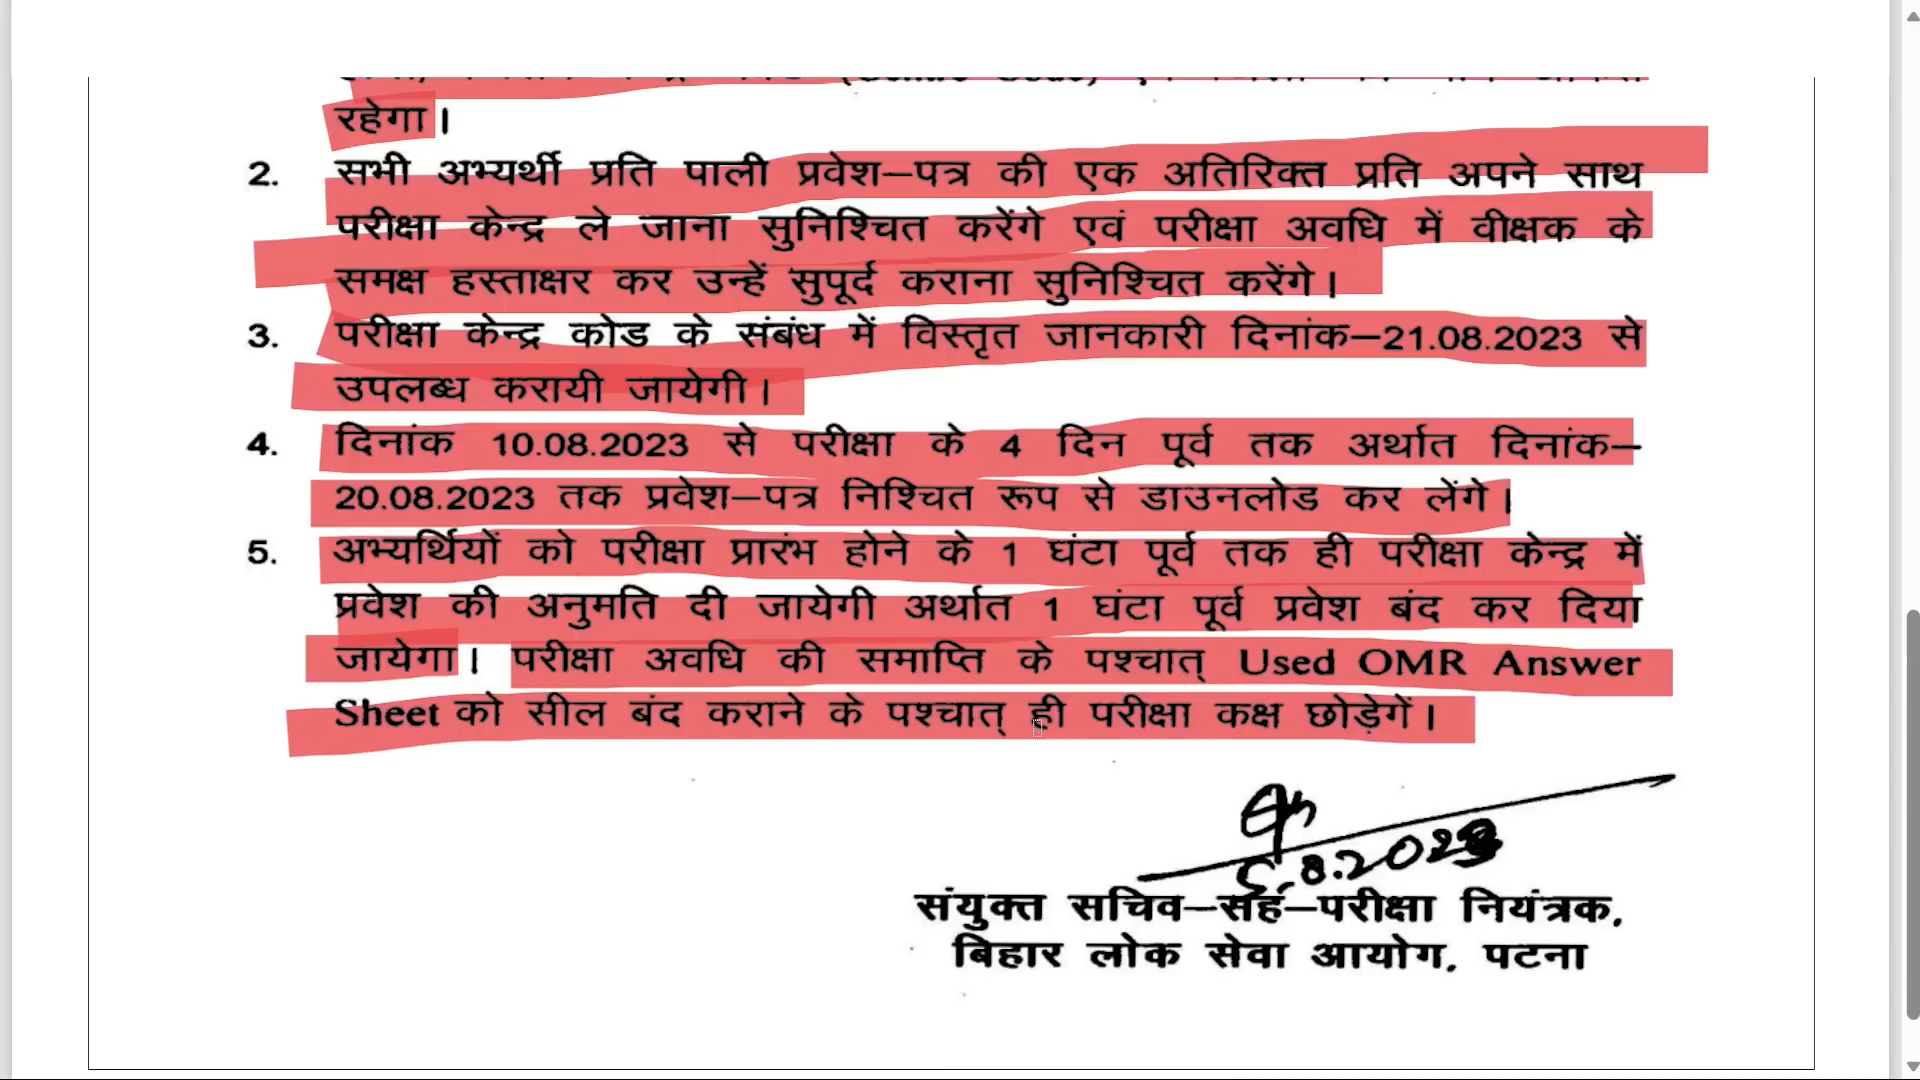 रहेगा।
2. सभी अभ्यर्थी प्रति पाली प्रवेश–पत्र की एक अतिरिक्त प्रति अपने साथ
परीक्षा केन्द्र ले जाना सुनिश्चित करेंगे एवं परीक्षा अवधि में वीक्षक के
समक्ष हस्ताक्षर कर उन्हें सुपूर्द कराना सुनिश्चित करेंगे।
3. परीक्षा केन्द्र कोड के संबंध में विस्तृत जानकारी दिनांक–21.08.2023 से
उपलब्ध करायी जायेगी।
4. दिनांक 10.08.2023 से परीक्षा के 4 दिन पूर्व तक अर्थात दिनांक–
20.08.2023 तक प्रवेश–पत्र निश्चित रूप से डाउनलोड कर लेंगे।
5. अभ्यर्थियों को परीक्षा प्रारंभ होने के 1 घंटा पूर्व तक ही परीक्षा केन्द्र में
प्रवेश की अनुमति दी जायेगी अर्थात 1 घंटा पूर्व प्रवेश बंद कर दिया
जायेगा। परीक्षा अवधि की समाप्ति के पश्चात् Used OMR Answer
Sheet को सील बंद कराने के पश्चात् ही परीक्षा कक्ष छोड़ेगें।
संयुक्त सचिव–सह–परीक्षा नियंत्रक,
बिहार लोक सेवा आयोग, पटना